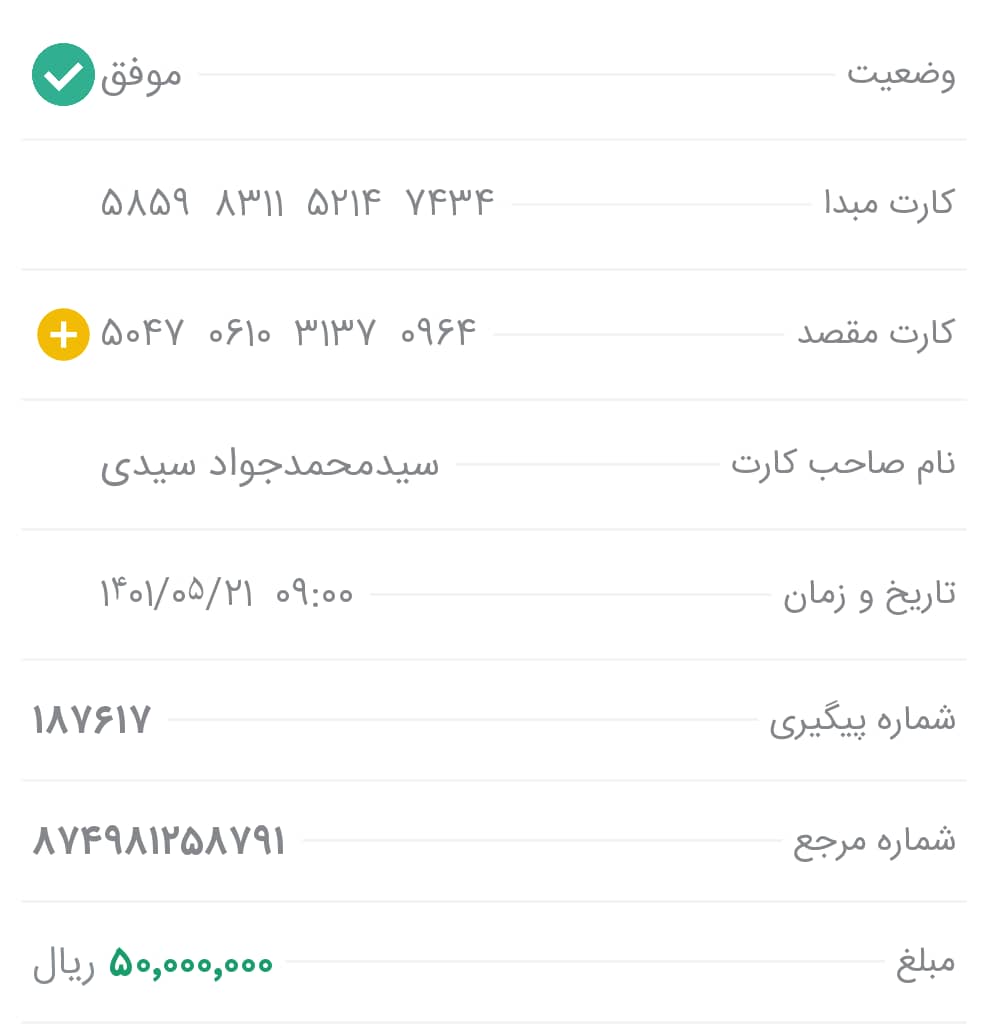 وضعیت موفق
کارت مبدا ۵۸۵۹ ۸۳۱۱ ۵۲۱۴ ۷۴۳۴
کارت مقصد ۵۰۴۷ ۰۶۱۰ ۳۱۳۷ ۰۹۶۴
نام صاحب کارت سیدمحمدجواد سیدی
تاریخ و زمان ۱۴۰۱/۰۵/۲۱ ۰۹:۰۰
شماره پیگیری ۱۸۷۶۱۷
شماره مرجع ۸۷۴۹۸۱۲۵۸۷۹۱
مبلغ ۵۰,۰۰۰,۰۰۰ ریال